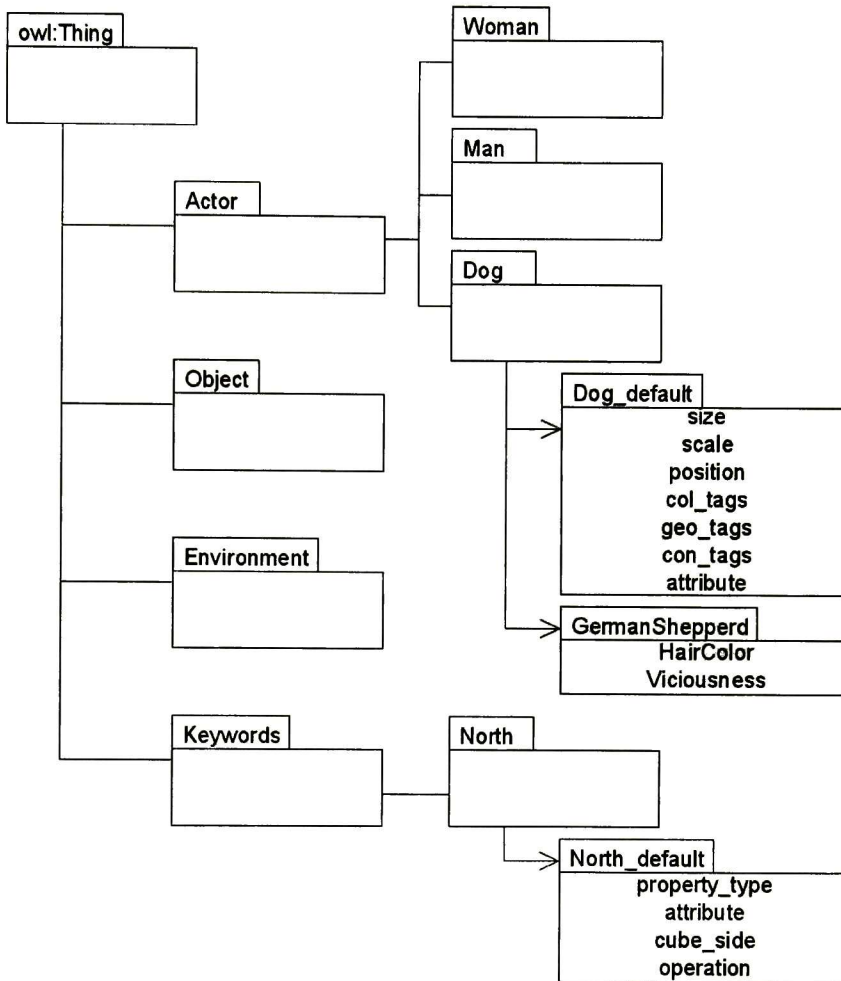 owl:Thing
Woman
Man
Actor
Dog
Object
Dog_default
size
scale
position
col_tags
geo_tags
con_tags
attribute
Environment
GermanShepperd
HairColor
Viciousness
Keywords
North
North_default
property_type
attribute
cube_side
operation